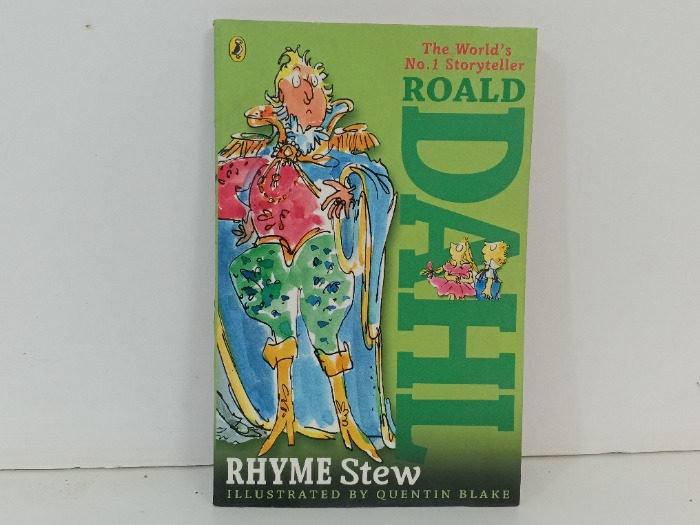 The World's
No.1 Storyteller
ROALD
DAHL
RHYME Stew
ILLUSTRATED BY QUENTIN BLAKE